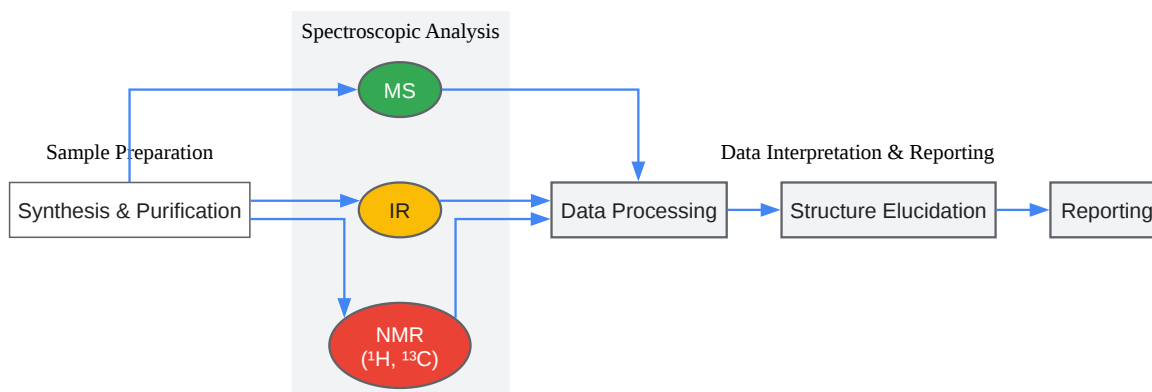 Spectroscopic Analysis
MS
Sample Preparation
Data Interpretation & Reporting
Synthesis & Purification
IR
Data Processing
Structure Elucidation
Reporting
NMR
(¹H, ¹³C)